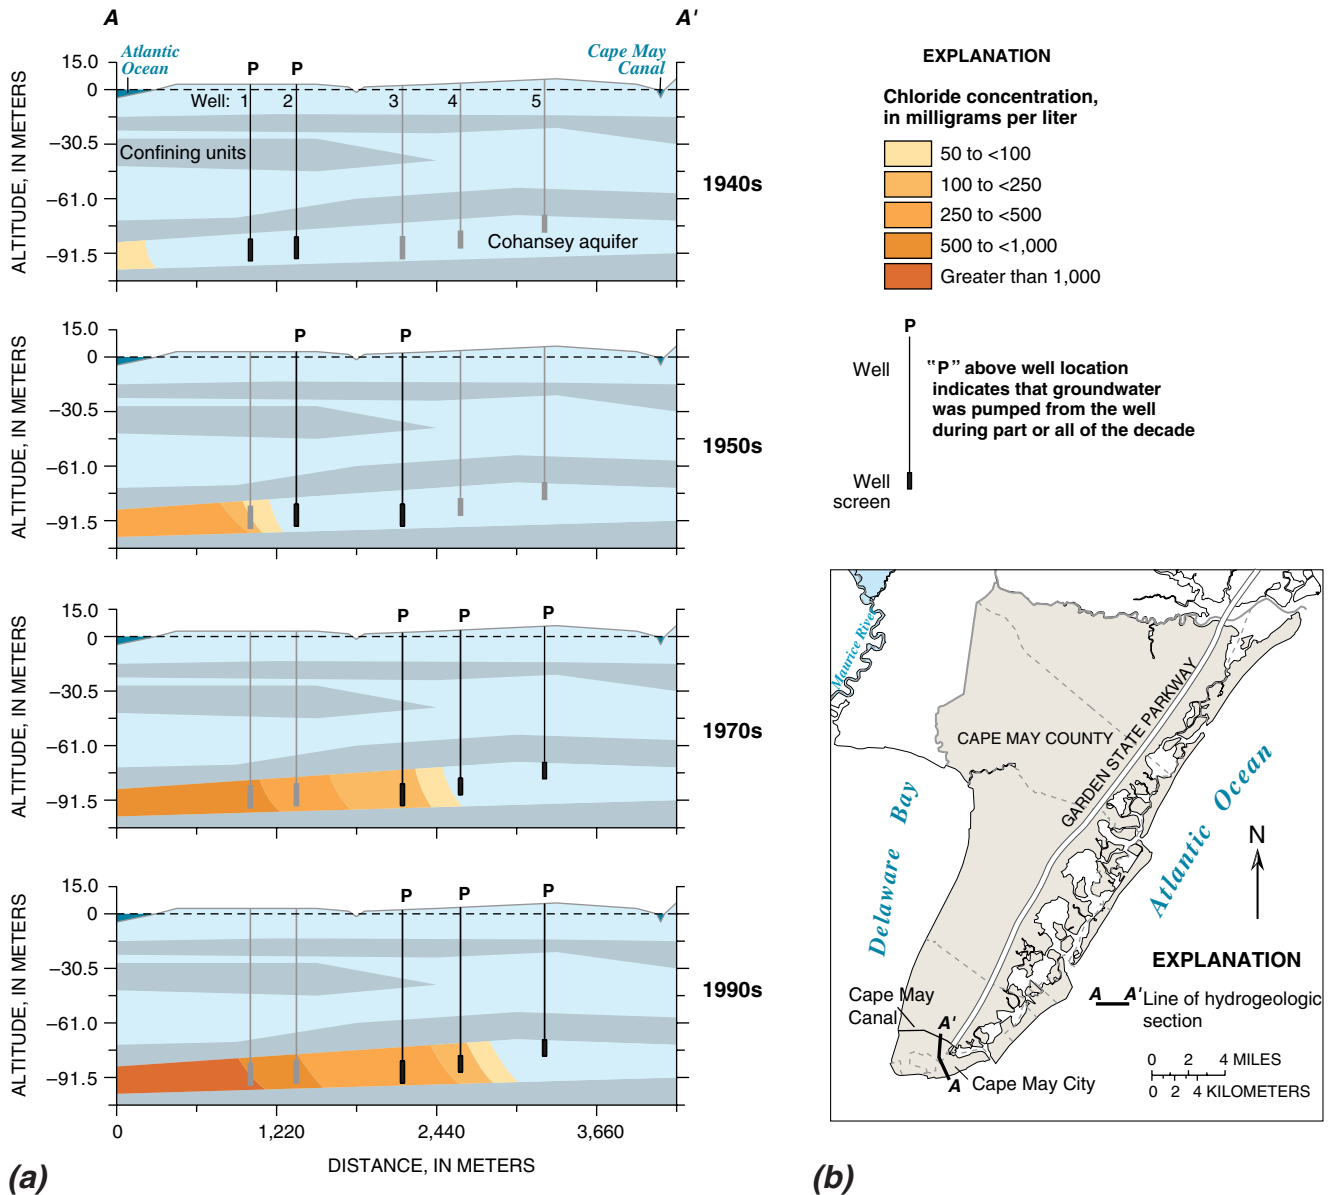 A
A'
Atlantic
Ocean
Cape May
Canal
P
P
Well: 1
2
3
4
5
Confining units
Cohansey aquifer
ALTITUDE, IN METERS
15.0
0
−30.5
−61.0
−91.5
1940s
P
P
ALTITUDE, IN METERS
15.0
0
−30.5
−61.0
−91.5
1950s
P
P
P
ALTITUDE, IN METERS
15.0
0
−30.5
−61.0
−91.5
1970s
P
P
P
ALTITUDE, IN METERS
15.0
0
−30.5
−61.0
−91.5
1990s
0
1,220
2,440
3,660
DISTANCE, IN METERS
(a)
EXPLANATION
Chloride concentration,
in milligrams per liter
50 to <100
100 to <250
250 to <500
500 to <1,000
Greater than 1,000
P
Well
Well
screen
“P” above well location
indicates that groundwater
was pumped from the well
during part or all of the decade
Maurice River
CAPE MAY COUNTY
GARDEN STATE PARKWAY
Delaware Bay
Atlantic Ocean
N
Cape May
Canal
A'
A
Cape May City
EXPLANATION
A A' Line of hydrogeologic
section
0 2 4 MILES
0 2 4 KILOMETERS
(b)